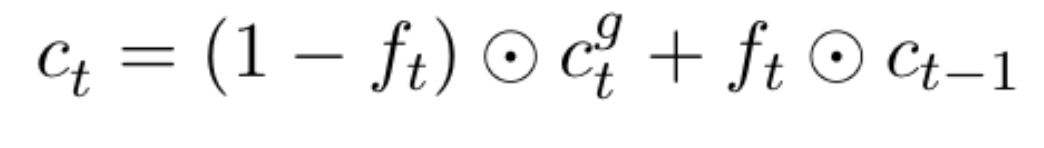 c_t = (1 − f_t) ⊙ c_t^g + f_t ⊙ c_{t−1}